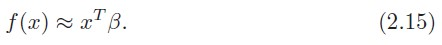 f(x) ≈ x^T β. (2.15)